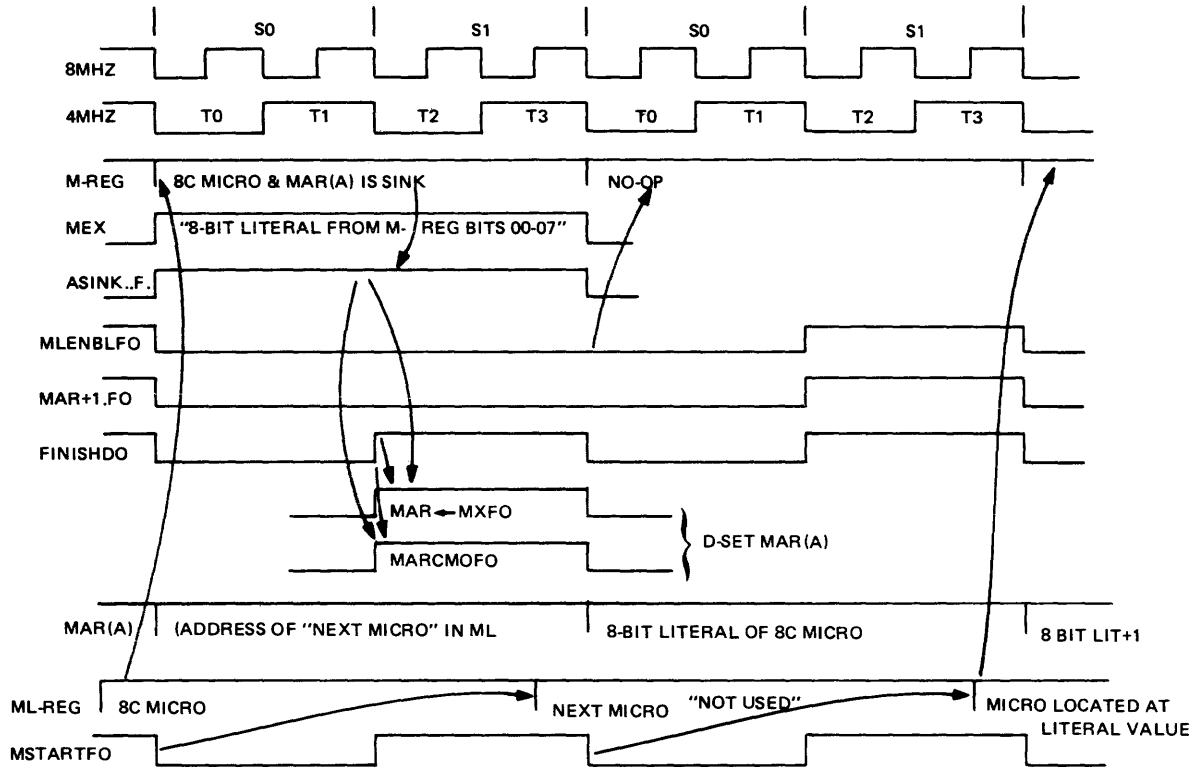 S0 S1 S0 S1
8MHZ
4MHZ T0 T1 T2 T3 T0 T1 T2 T3
M-REG 8C MICRO & MAR(A) IS SINK NO-OP
MEX "8-BIT LITERAL FROM M- REG BITS 00-07"
ASINK..F.
MLENBLFO
MAR+1.FO
FINISHDO
MAR ← MXFO
D-SET MAR(A)
MARCMOFO
MAR(A) (ADDRESS OF "NEXT MICRO" IN ML 8-BIT LITERAL OF 8C MICRO 8 BIT LIT+1
ML-REG 8C MICRO NEXT MICRO "NOT USED" MICRO LOCATED AT
LITERAL VALUE
MSTARTFO